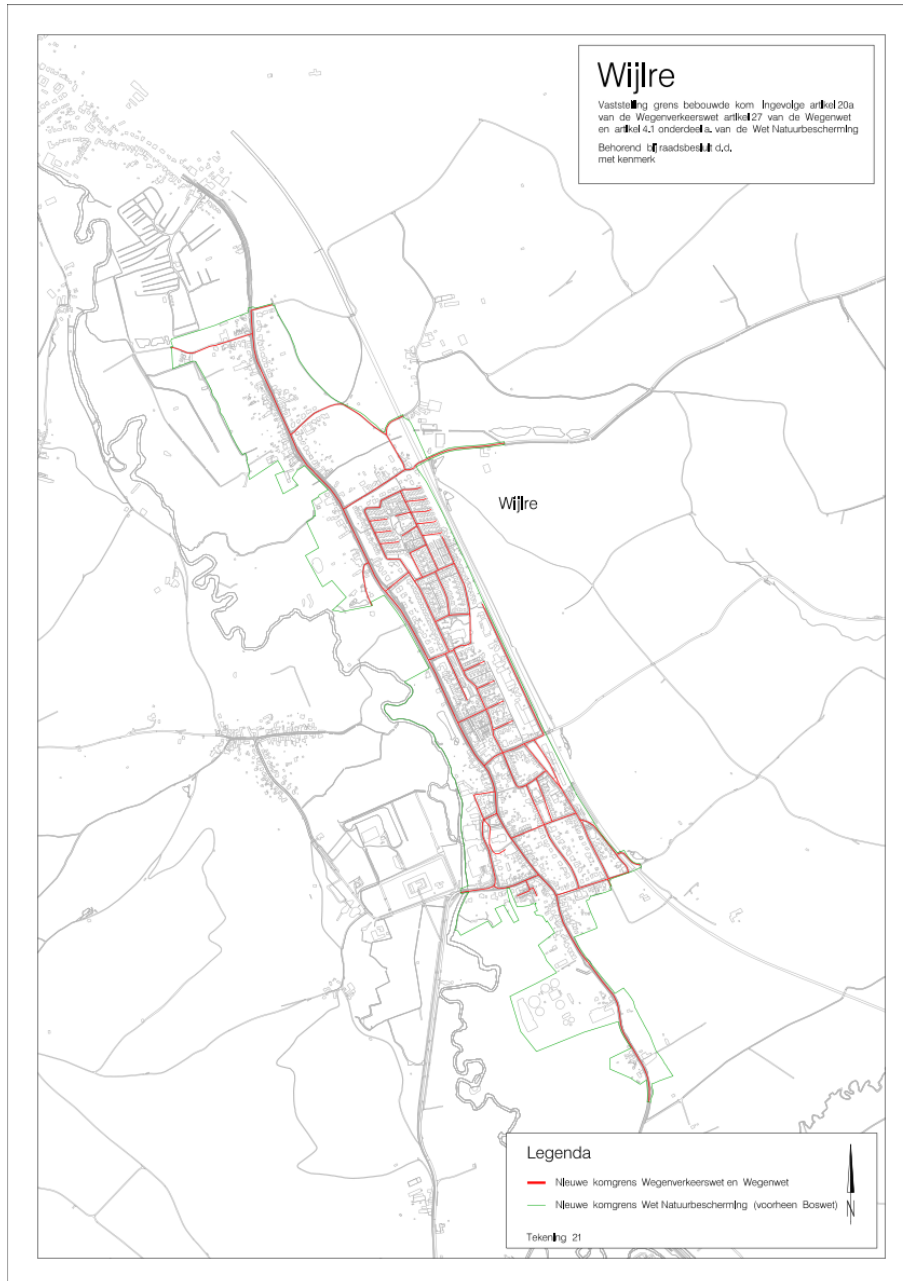 Wijlre
Vaststelling grens bebouwde kom Ingevolge artikel 20a
van de Wegenverkeerswet artikel 27 van de Wegenwet
en artikel 4.1 onderdeel a. van de Wet Natuurbescherming
Behorend bij raadsbesluit d.d.
met kenmerk
Wijlre
Legenda
Nieuwe komgrens Wegenverkeerswet en Wegenwet
Nieuwe komgrens Wet Natuurbescherming (voorheen Boswet)
N
Tekening 21